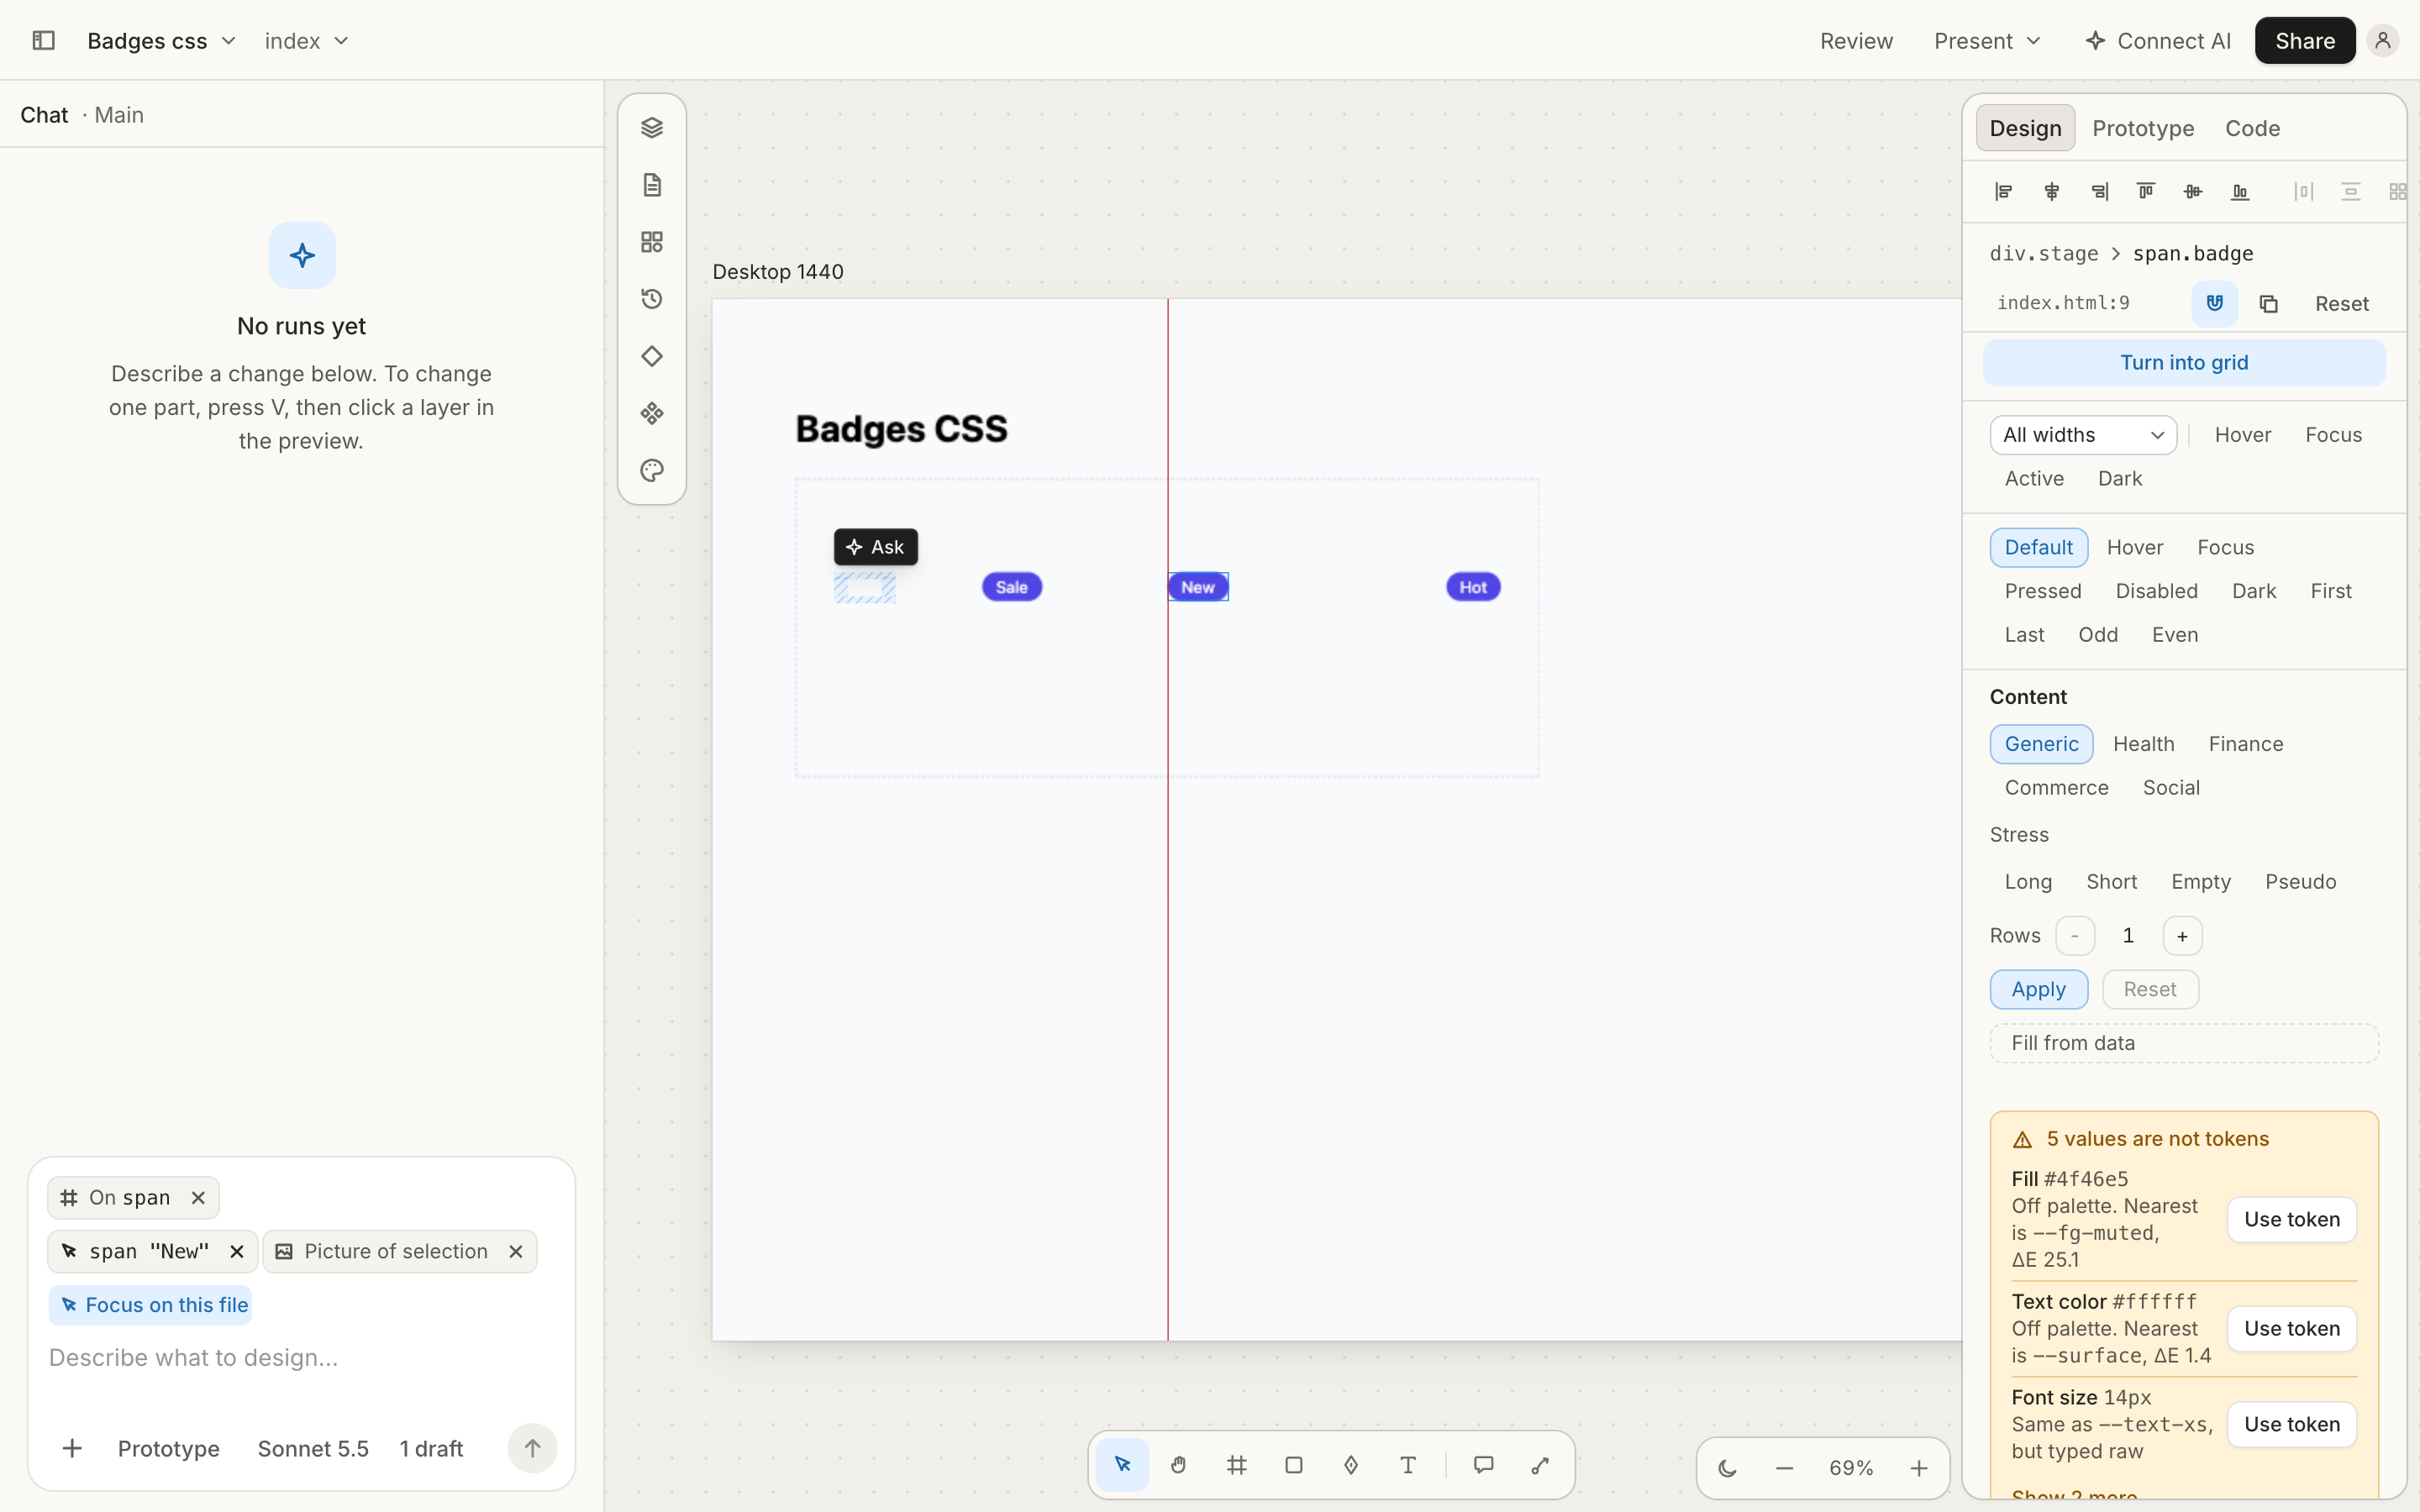 Badges css
index
Review
Present
Connect AI
Share
Chat · Main
No runs yet
Describe a change below. To change
one part, press V, then click a layer in
the preview.
On span
span "New"
Picture of selection
Focus on this file
Describe what to design...
Prototype
Sonnet 5.5
1 draft
Desktop 1440
Badges CSS
Ask
Sale
New
Hot
69%
Design
Prototype
Code
div.stage > span.badge
index.html:9
Reset
Turn into grid
All widths
Hover
Focus
Active
Dark
Default
Hover
Focus
Pressed
Disabled
Dark
First
Last
Odd
Even
Content
Generic
Health
Finance
Commerce
Social
Stress
Long
Short
Empty
Pseudo
Rows
-
1
+
Apply
Reset
Fill from data
5 values are not tokens
Fill #4f46e5
Off palette. Nearest
is --fg-muted,
ΔE 25.1
Use token
Text color #ffffff
Off palette. Nearest
is --surface, ΔE 1.4
Use token
Font size 14px
Same as --text-xs,
but typed raw
Use token
Show 2 more